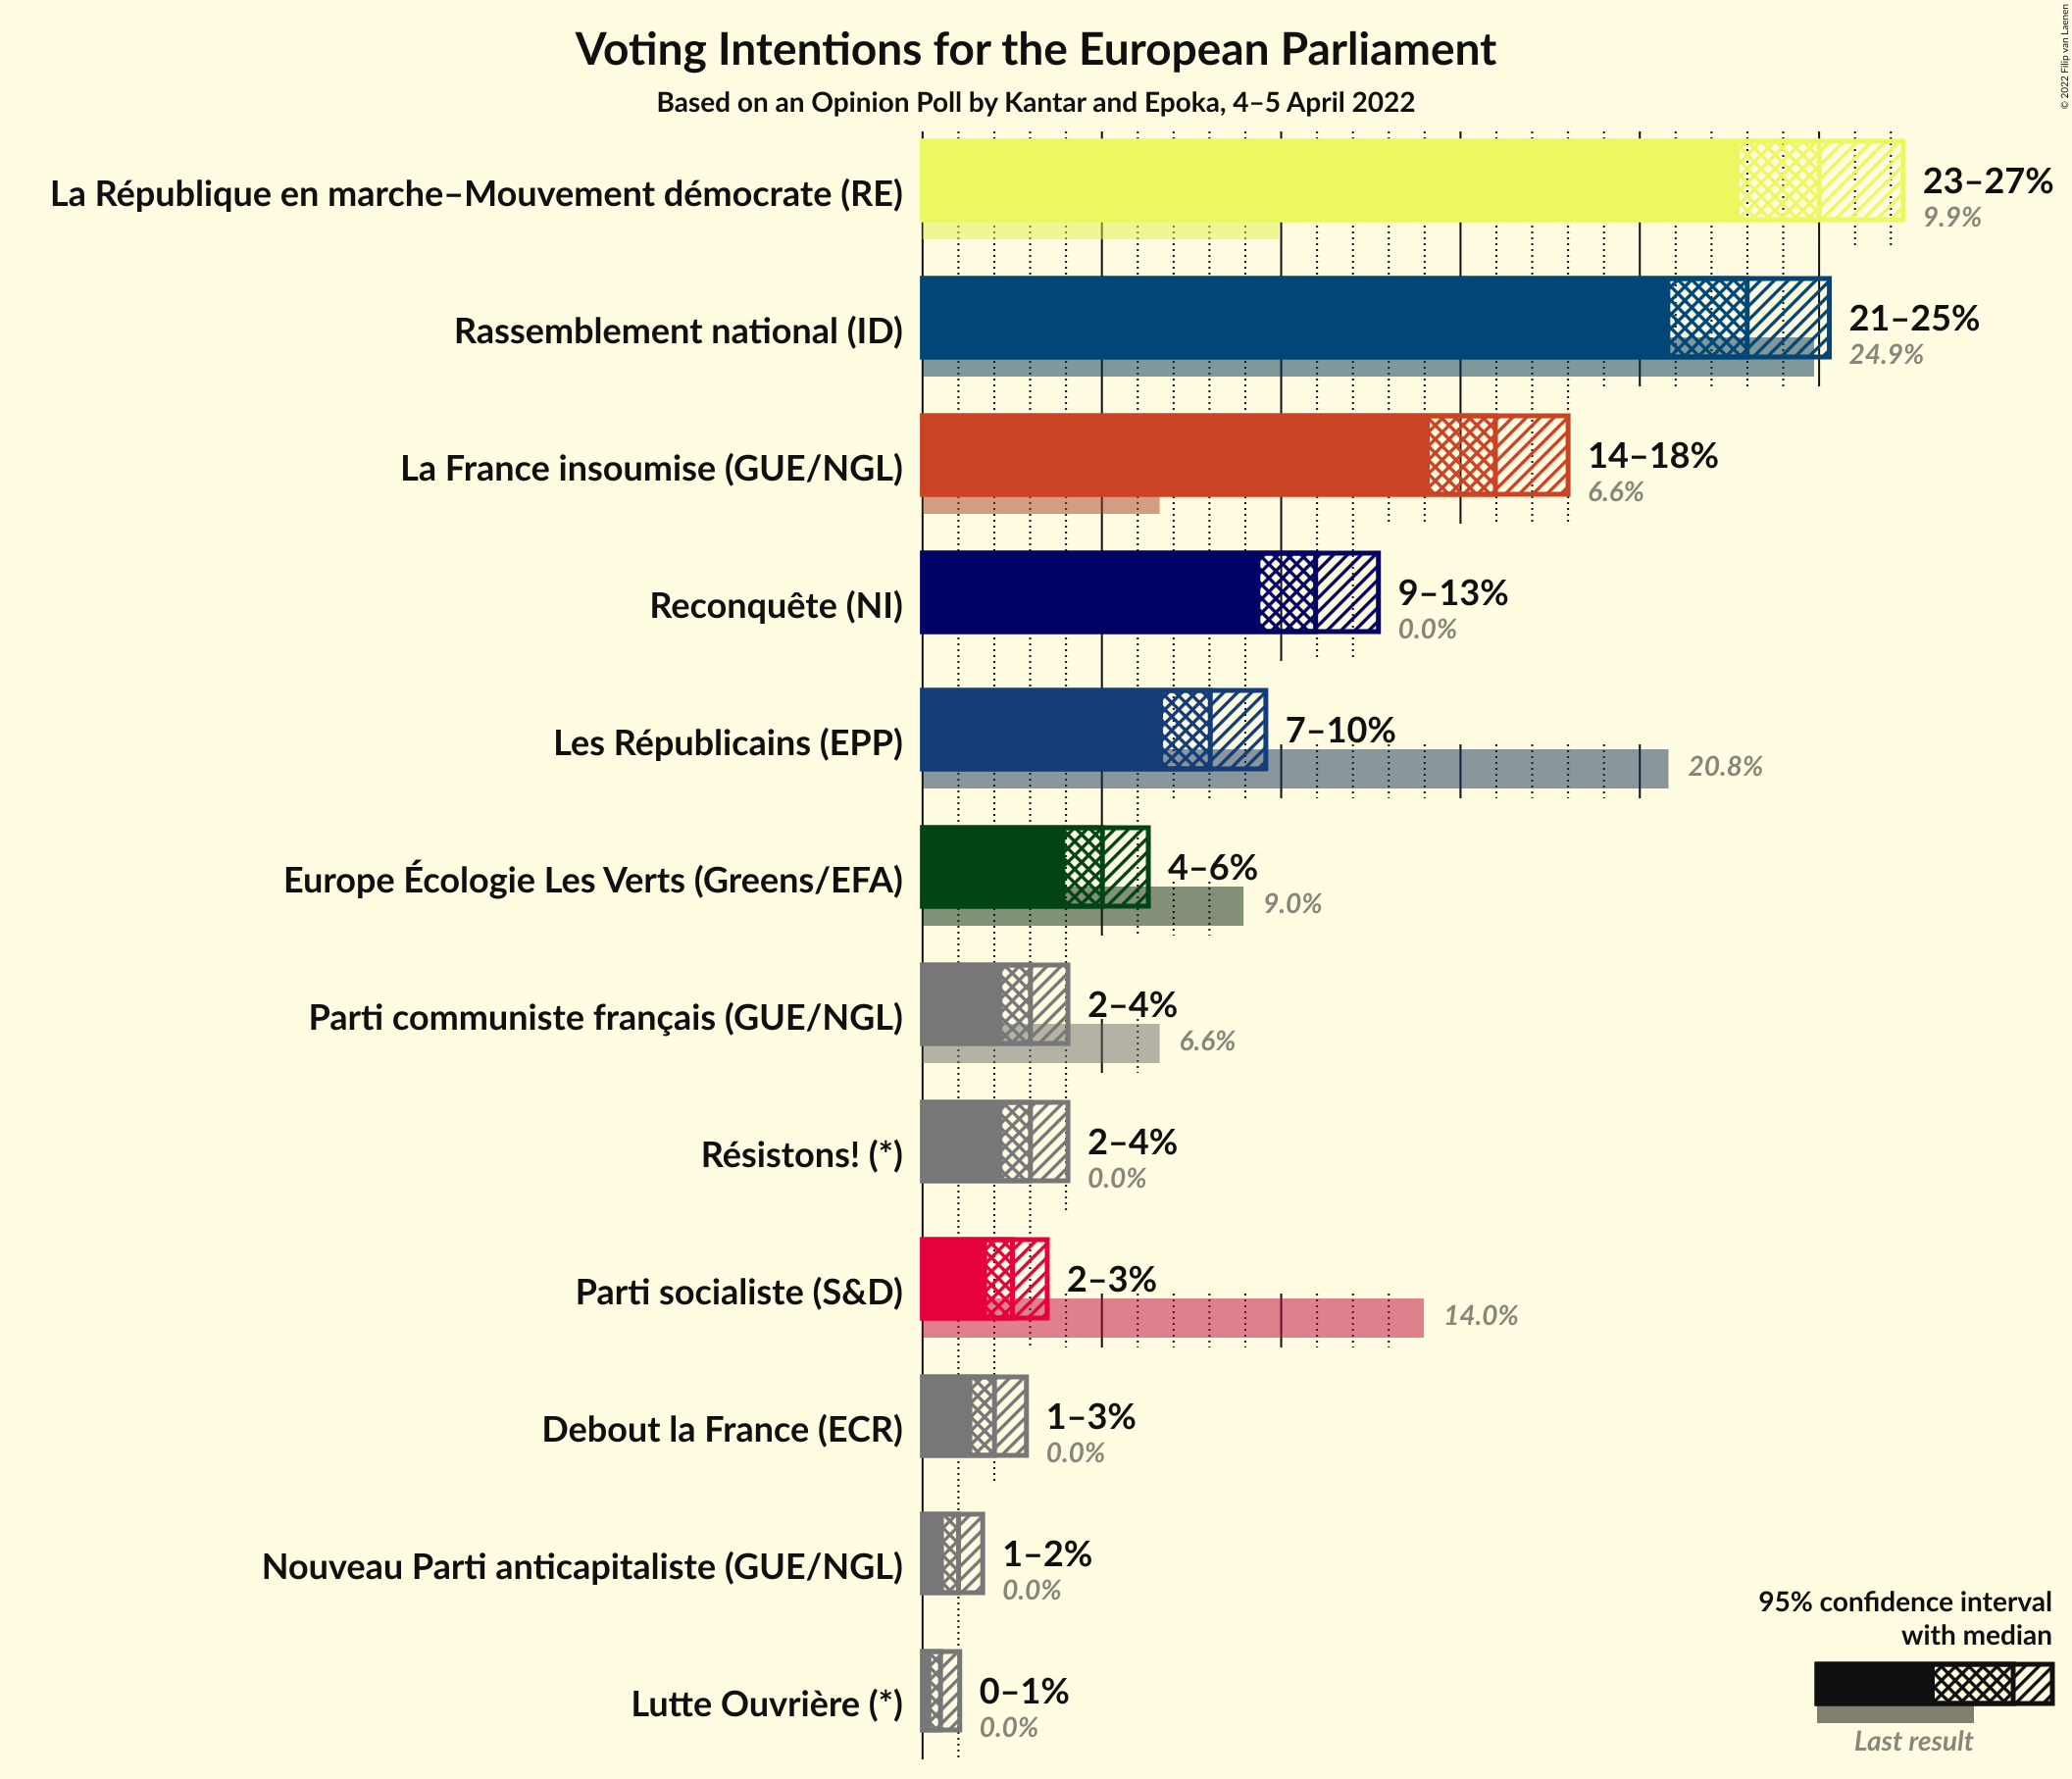 Voting Intentions for the European Parliament
Based on an Opinion Poll by Kantar and Epoka, 4–5 April 2022
© 2022 Filip van Laenen
La République en marche–Mouvement démocrate (RE)
23–27%
9.9%
Rassemblement national (ID)
21–25%
24.9%
La France insoumise (GUE/NGL)
14–18%
6.6%
Reconquête (NI)
9–13%
0.0%
Les Républicains (EPP)
7–10%
20.8%
Europe Écologie Les Verts (Greens/EFA)
4–6%
9.0%
Parti communiste français (GUE/NGL)
2–4%
6.6%
Résistons! (*)
2–4%
0.0%
Parti socialiste (S&D)
2–3%
14.0%
Debout la France (ECR)
1–3%
0.0%
Nouveau Parti anticapitaliste (GUE/NGL)
1–2%
0.0%
Lutte Ouvrière (*)
0–1%
0.0%
95% confidence interval
with median
Last result